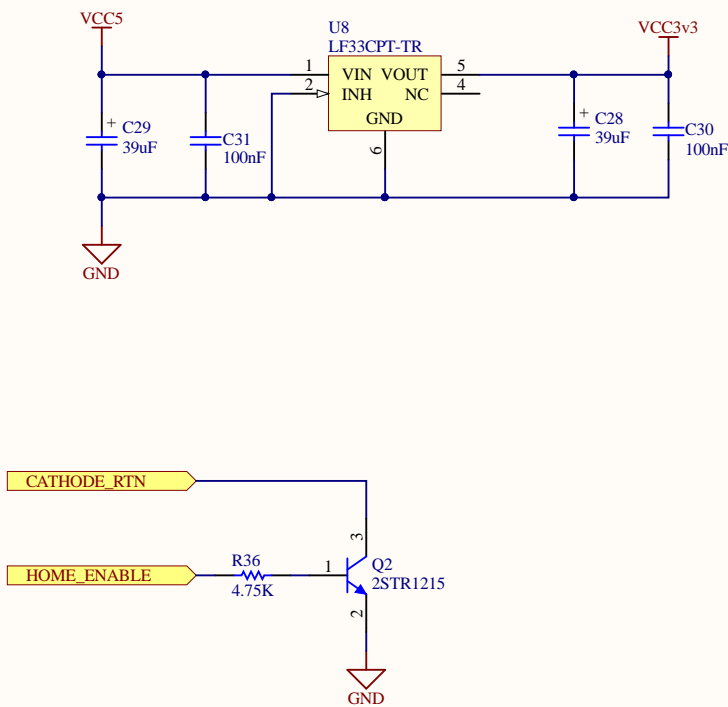 VCC5
VCC3v3
U8
LF33CPT-TR
1 VIN VOUT 5
2 INH NC 4
GND
6
+ C29
39uF
C31
100nF
+ C28
39uF
C30
100nF
GND
CATHODE_RTN
3
HOME_ENABLE
R36
4.75K
1
Q2
2STR1215
2
GND